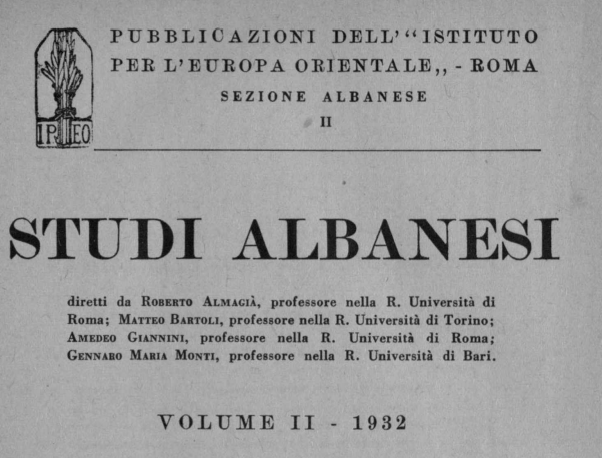 PUBBLICAZIONI DELL'“ISTITUTO
PER L'EUROPA ORIENTALE,, - ROMA
SEZIONE ALBANESE
II
IPEO
STUDI ALBANESI
diretti da ROBERTO ALMAGIÀ, professore nella R. Università di
Roma; MATTEO BARTOLI, professore nella R. Università di Torino;
AMEDEO GIANNINI, professore nella R. Università di Roma;
GENNARO MARIA MONTI, professore nella R. Università di Bari.
VOLUME II - 1932